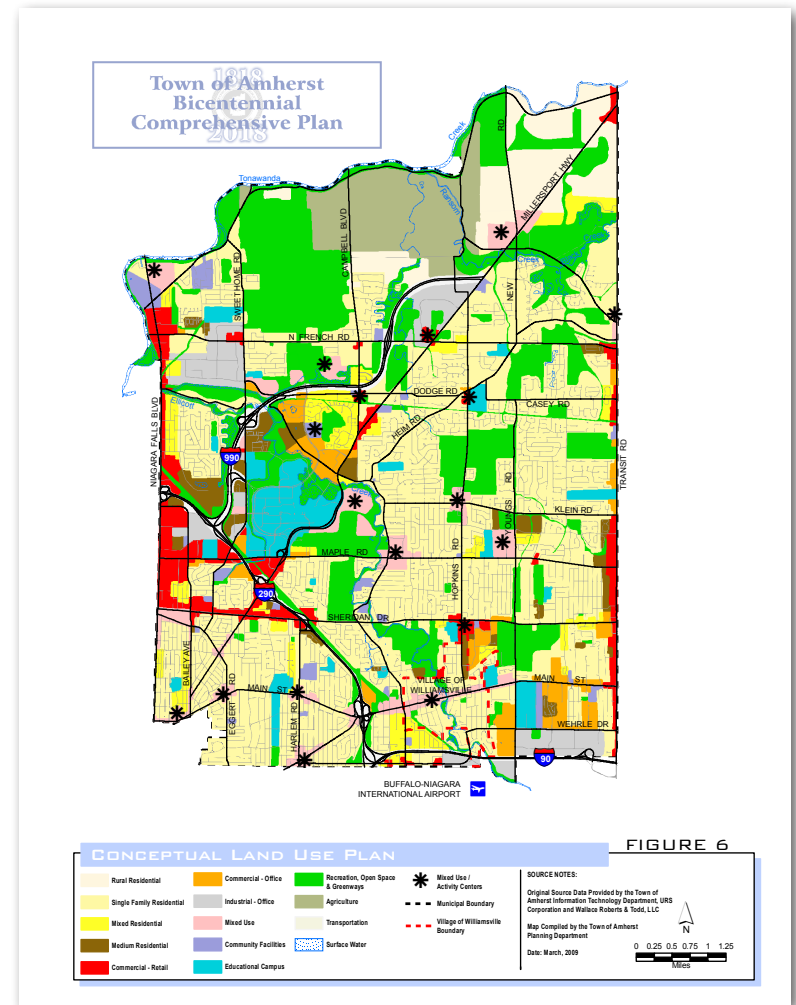 1818
Town of Amherst
Bicentennial
Comprehensive Plan
2018
Creek
RD
Tonawanda
Ransom
MILLERSPORT HWY
CAMPBELL BLVD
SWEET HOME RD
Creek
Creek
NEW
N FRENCH RD
DODGE RD
CASEY RD
Ellicott
HEIM RD
NIAGARA FALLS BLVD
990
TRANSIT RD
Creek
YOUNGS RD
KLEIN RD
MAPLE RD
HOPKINS RD
290
SHERIDAN DR
BAILEY AVE
EGGERT RD
MAIN ST
HARLEM RD
VILLAGE OF
WILLIAMSVILLE
MAIN ST
WEHRLE DR
90
BUFFALO-NIAGARA
INTERNATIONAL AIRPORT
FIGURE 6
CONCEPTUAL LAND USE PLAN
Rural Residential
Single Family Residential
Mixed Residential
Medium Residential
Commercial - Retail
Commercial - Office
Industrial - Office
Mixed Use
Community Facilities
Educational Campus
Recreation, Open Space
& Greenways
Agriculture
Transportation
Surface Water
Mixed Use /
Activity Centers
Municipal Boundary
Village of Williamsville
Boundary
SOURCE NOTES:
Original Source Data Provided by the Town of
Amherst Information Technology Department, URS
Corporation and Wallace Roberts & Todd, LLC
Map Compiled by the Town of Amherst
Planning Department
Date: March, 2009
N
0 0.25 0.5 0.75 1 1.25
Miles